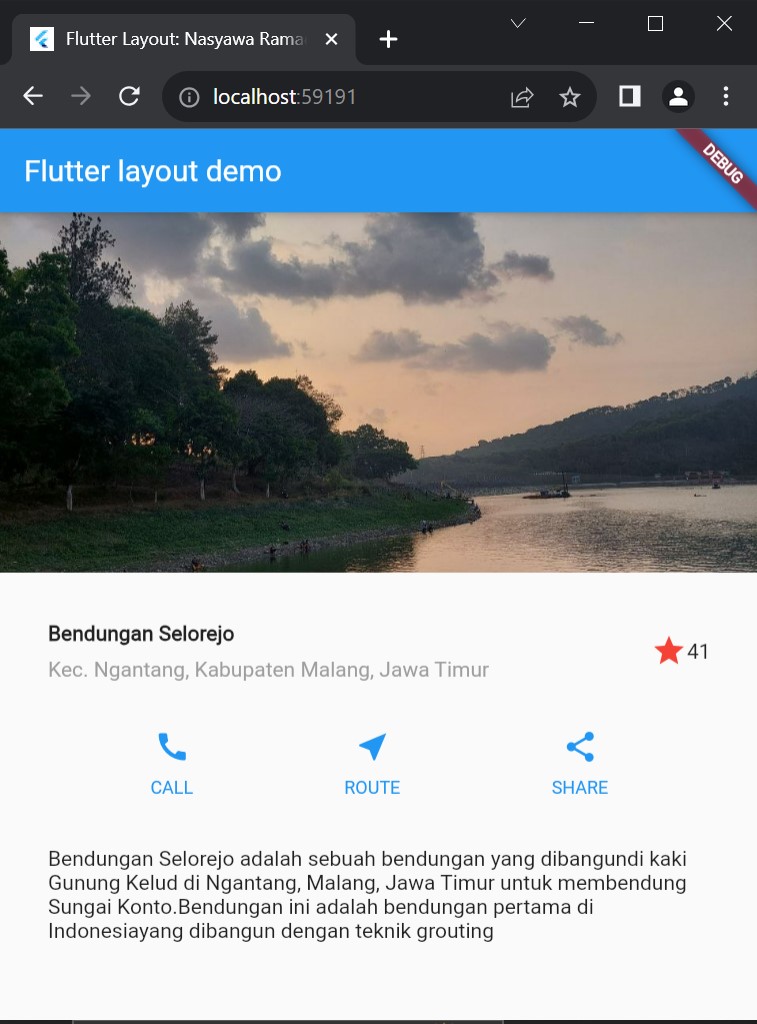 Flutter Layout: Nasyawa Rama
localhost:59191
Flutter layout demo
DEBUG
Bendungan Selorejo
Kec. Ngantang, Kabupaten Malang, Jawa Timur
41
CALL
ROUTE
SHARE
Bendungan Selorejo adalah sebuah bendungan yang dibangundi kaki
Gunung Kelud di Ngantang, Malang, Jawa Timur untuk membendung
Sungai Konto.Bendungan ini adalah bendungan pertama di
Indonesiayang dibangun dengan teknik grouting